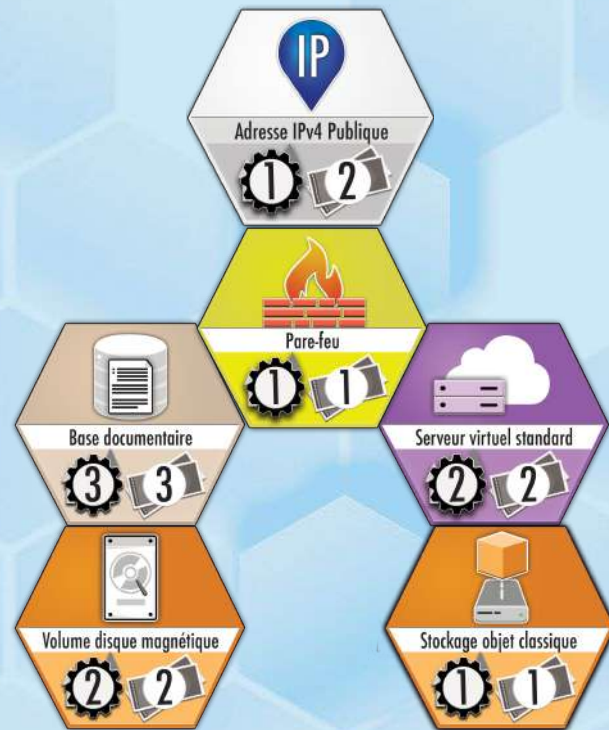 IP
Adresse IPv4 Publique
1 2
Pare-feu
1 1
Base documentaire
3 3
Serveur virtuel standard
2 2
Volume disque magnétique
2 2
Stockage objet classique
1 1